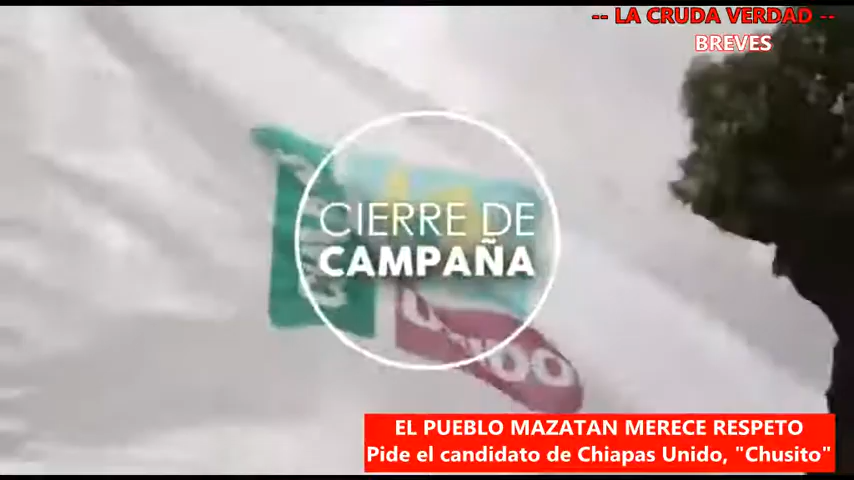 -- LA CRUDA VERDAD --
BREVES
CIERRE DE
CAMPAÑA
EL PUEBLO MAZATAN MERECE RESPETO
Pide el candidato de Chiapas Unido, "Chusito"